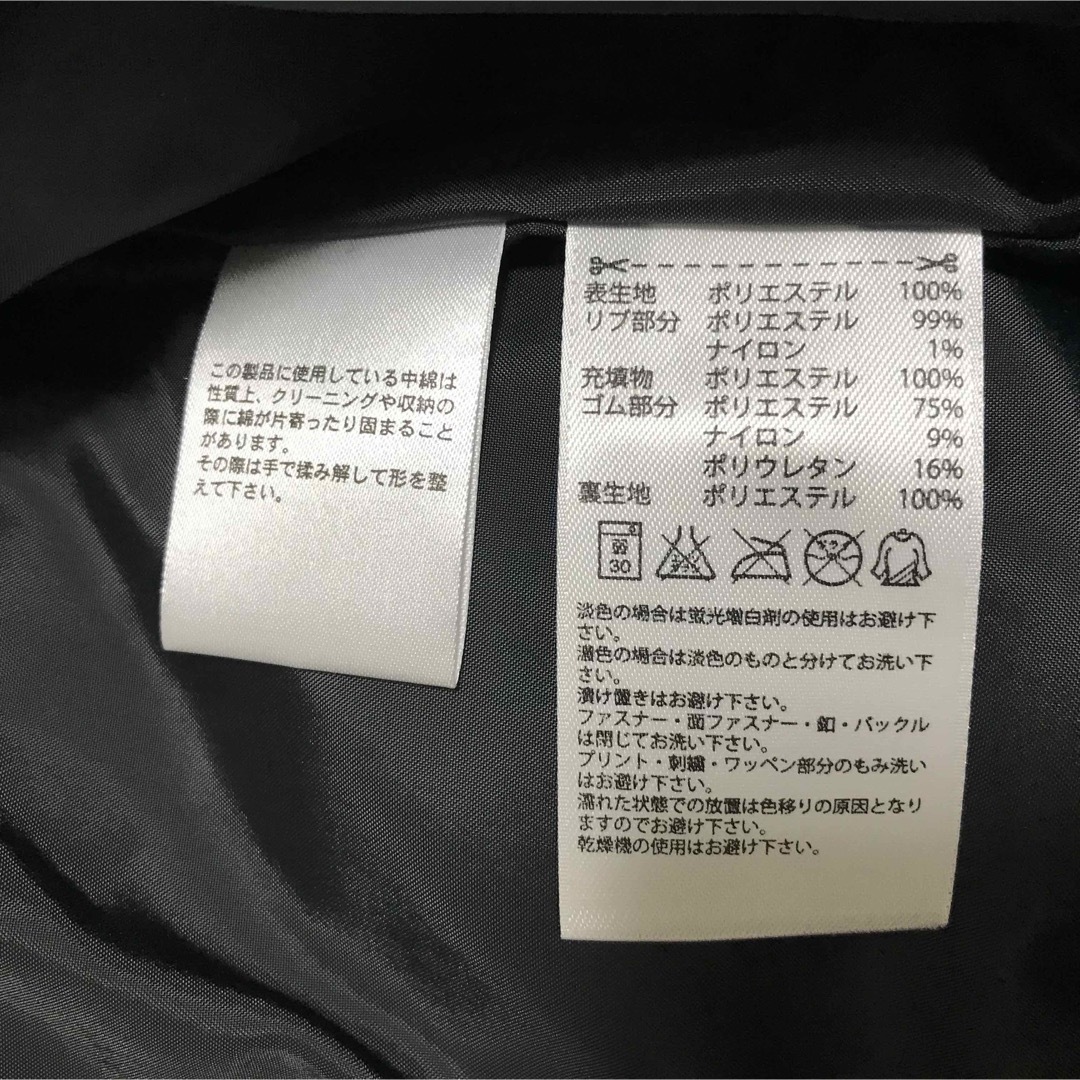 この製品に使用している中綿は
性質上、クリーニングや収納の
際に綿が片寄ったり固まること
があります。
その際は手で揉み解して形を整
えて下さい。
表生地 ポリエステル 100%
リブ部分 ポリエステル 99%
ナイロン 1%
充填物 ポリエステル 100%
ゴム部分 ポリエステル 75%
ナイロン 9%
ポリウレタン 16%
裏生地 ポリエステル 100%
弱
30
淡色の場合は蛍光増白剤の使用はお避け下
さい。
濃色の場合は淡色のものと分けてお洗い下
さい。
漬け置きはお避け下さい。
ファスナー・面ファスナー・釦・バックル
は閉じてお洗い下さい。
プリント・刺繍・ワッペン部分のもみ洗い
はお避け下さい。
濡れた状態での放置は色移りの原因となり
ますのでお避け下さい。
乾燥機の使用はお避け下さい。